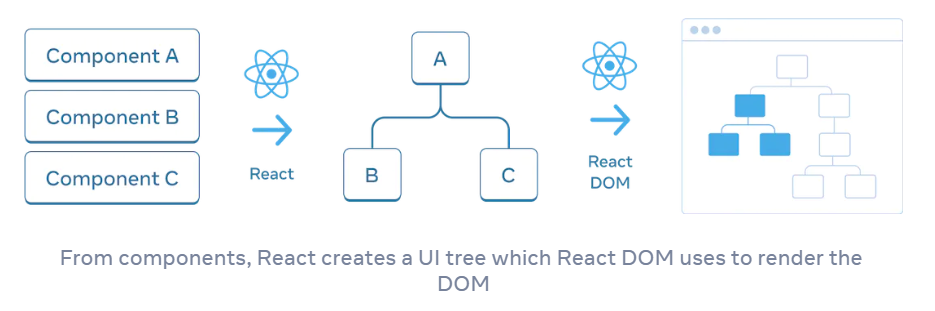 Component A
Component B
Component C
React
A
B
C
React
DOM
From components, React creates a UI tree which React DOM uses to render the
DOM